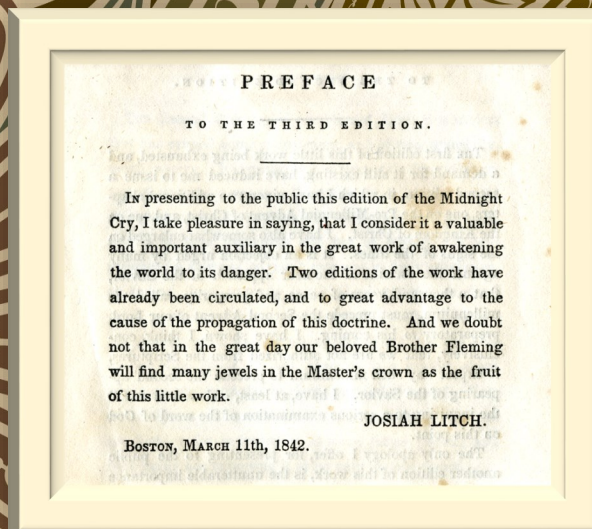 PREFACE
TO THE THIRD EDITION.
In presenting to the public this edition of the Midnight
Cry, I take pleasure in saying, that I consider it a valuable
and important auxiliary in the great work of awakening
the world to its danger. Two editions of the work have
already been circulated, and to great advantage to the
cause of the propagation of this doctrine. And we doubt
not that in the great day our beloved Brother Fleming
will find many jewels in the Master's crown as the fruit
of this little work.
JOSIAH LITCH.
Boston, March 11th, 1842.